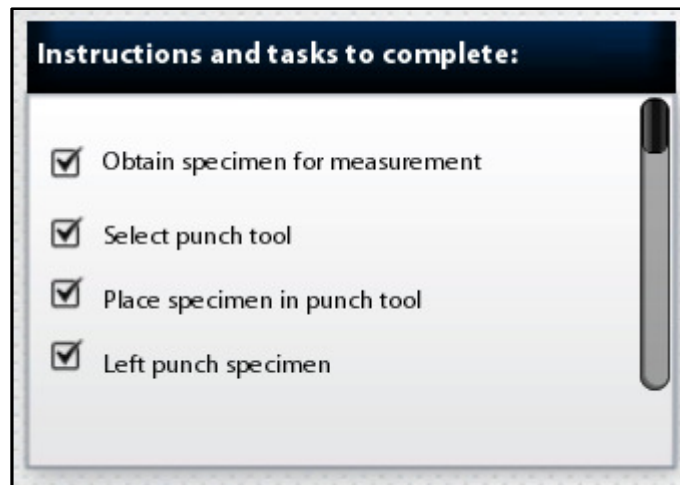 Instructions and tasks to complete:
Obtain specimen for measurement
Select punch tool
Place specimen in punch tool
Left punch specimen